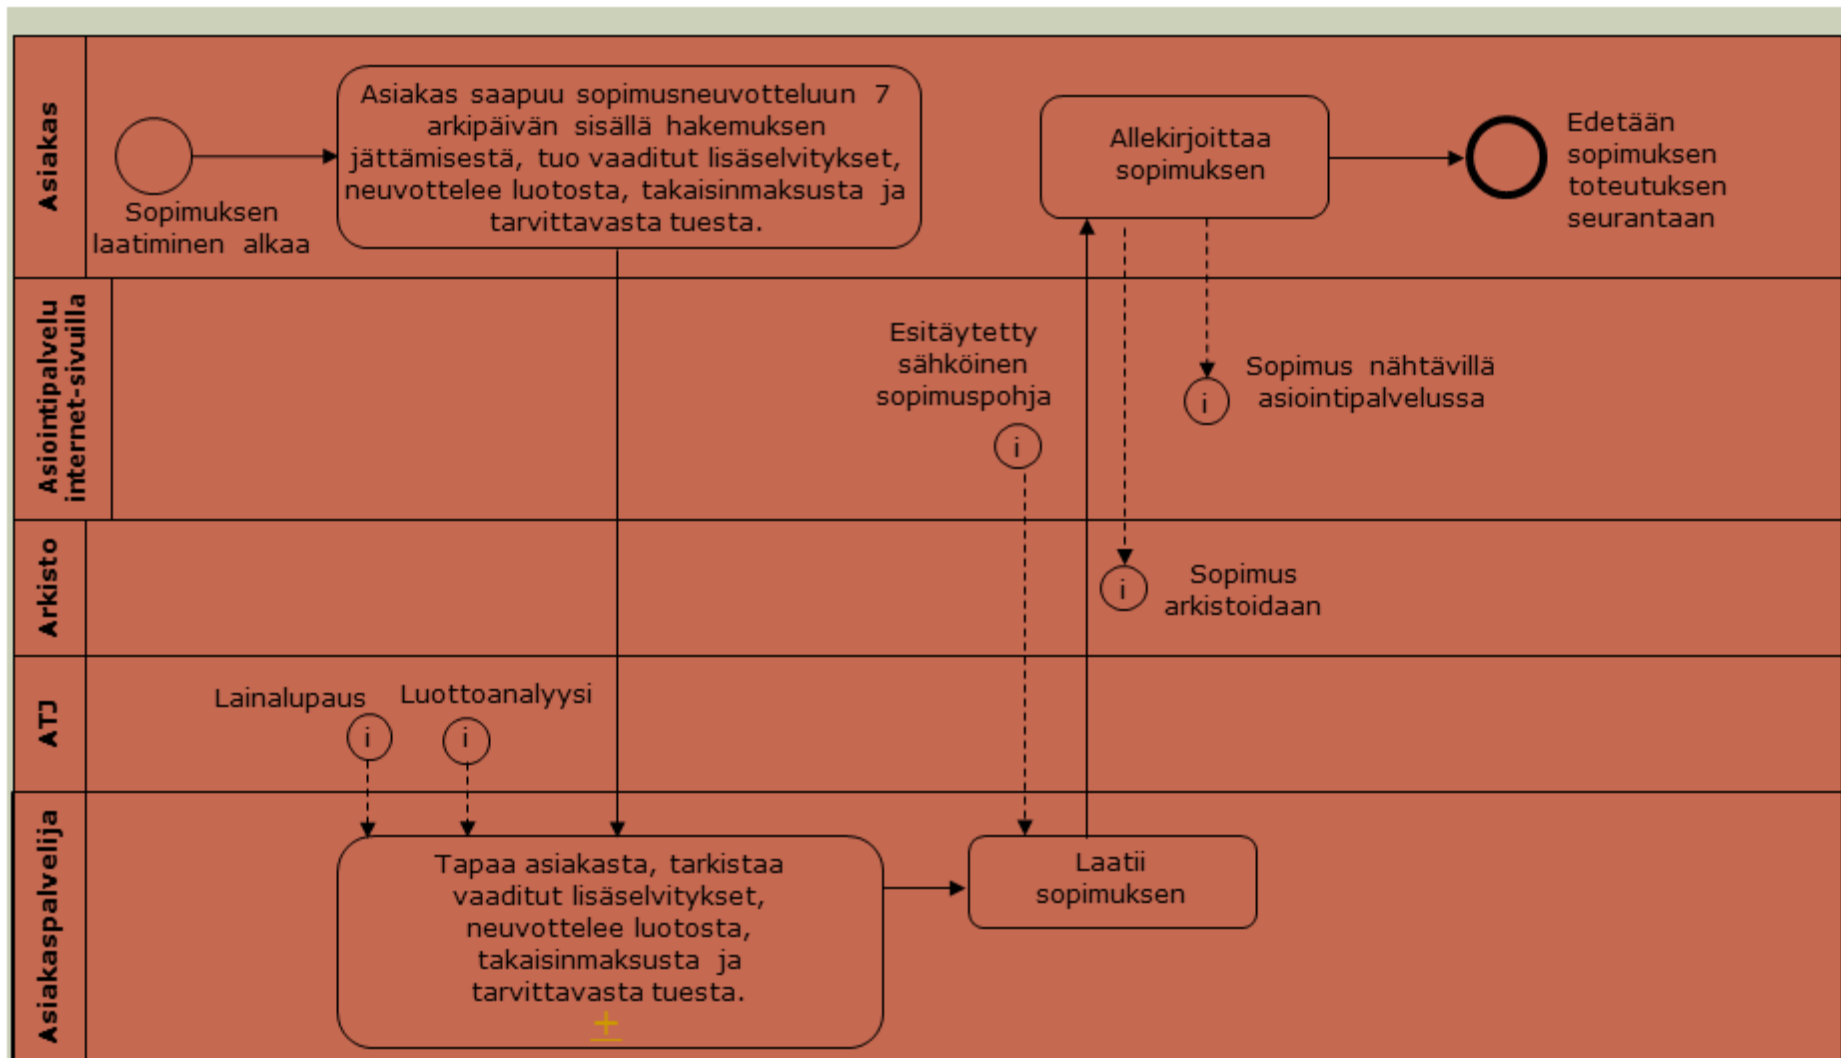 Asiakas
Sopimuksen
laatiminen alkaa
Asiakas saapuu sopimusneuvotteluun 7
arkipäivän sisällä hakemuksen
jättämisestä, tuo vaaditut lisäselvitykset,
neuvottelee luotosta, takaisinmaksusta ja
tarvittavasta tuesta.
Allekirjoittaa
sopimuksen
Edetään
sopimuksen
toteutuksen
seurantaan
Asiointipalvelu
internet-sivuilla
Esitäytetty
sähköinen
sopimuspohja
i
i
Sopimus nähtävillä
asiointipalvelussa
Arkisto
i
Sopimus
arkistoidaan
ATJ
Lainalupaus
i
Luottoanalyysi
i
Asiakaspalvelija
Tapaa asiakasta, tarkistaa
vaaditut lisäselvitykset,
neuvottelee luotosta,
takaisinmaksusta ja
tarvittavasta tuesta.
+
Laatii
sopimuksen